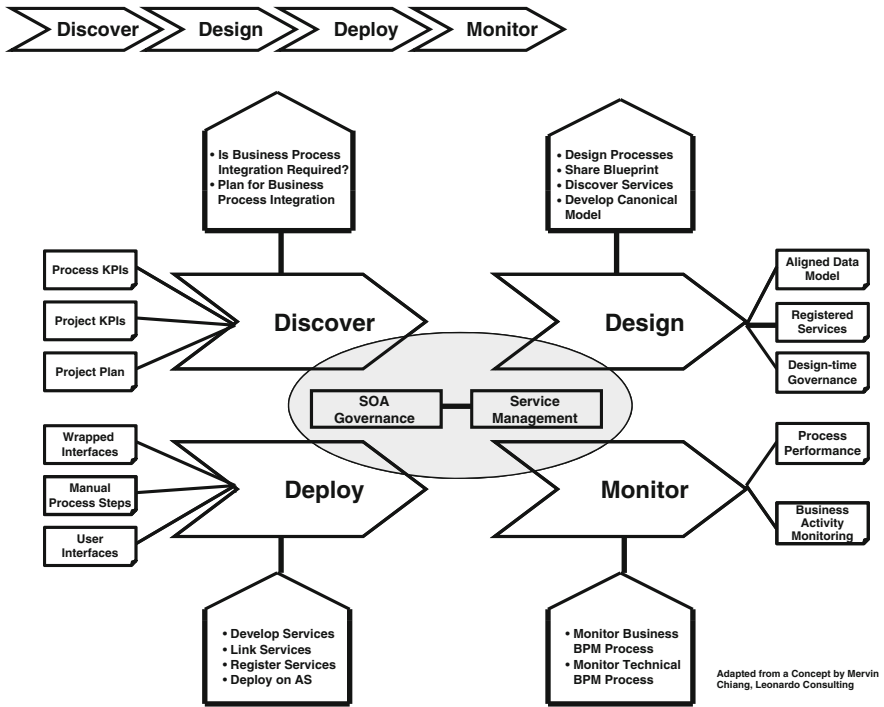 Discover
Design
Deploy
Monitor
• Is Business Process
Integration Required?
• Plan for Business
Process Integration
• Design Processes
• Share Blueprint
• Discover Services
• Develop Canonical
Model
Process KPIs
Project KPIs
Project Plan
Discover
Design
Aligned Data
Model
Registered
Services
Design-time
Governance
SOA
Governance
Service
Management
Wrapped
Interfaces
Manual
Process Steps
User
Interfaces
Deploy
Monitor
Process
Performance
Business
Activity
Monitoring
• Develop Services
• Link Services
• Register Services
• Deploy on AS
• Monitor Business
BPM Process
• Monitor Technical
BPM Process
Adapted from a Concept by Mervin
Chiang, Leonardo Consulting